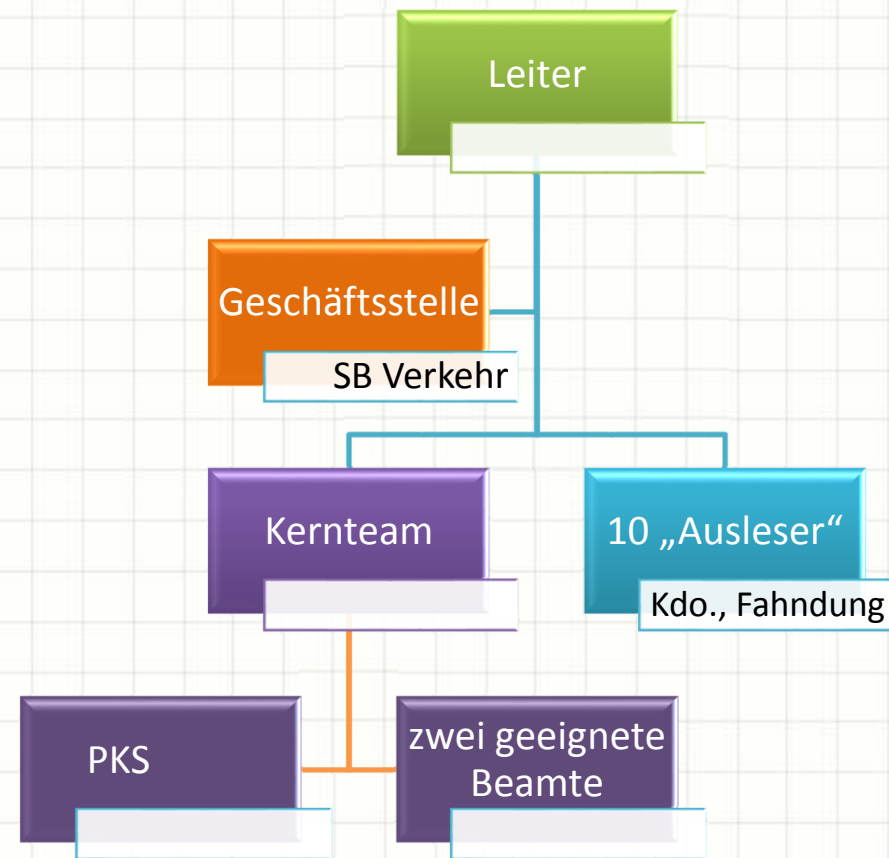 Leiter
Geschäftsstelle
SB Verkehr
Kernteam
10 „Ausleser“
Kdo., Fahndung
PKS
zwei geeignete
Beamte